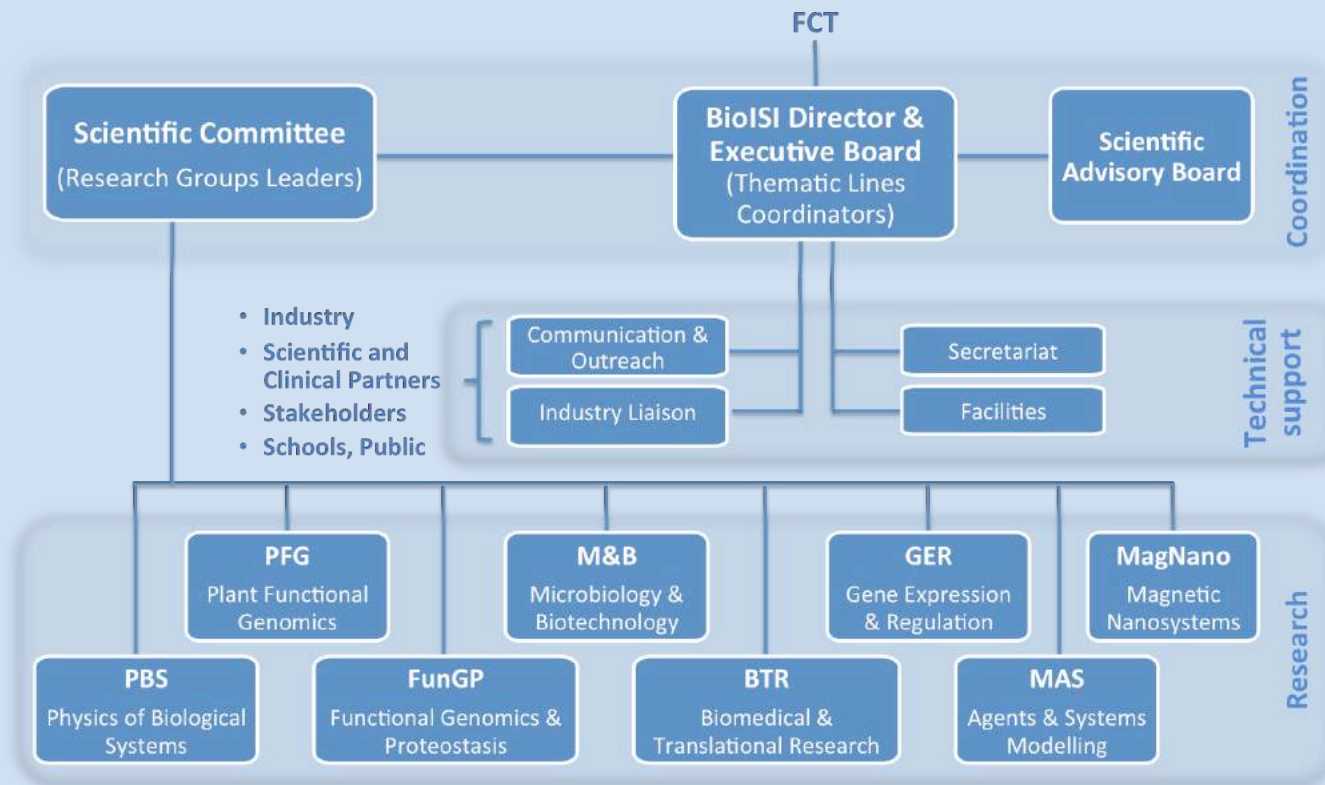 FCT
Scientific Committee
(Research Groups Leaders)
BioISI Director &
Executive Board
(Thematic Lines
Coordinators)
Scientific
Advisory Board
Coordination
• Industry
• Scientific and
Clinical Partners
• Stakeholders
• Schools, Public
Communication &
Outreach
Industry Liaison
Secretariat
Facilities
Technical
support
PFG
Plant Functional
Genomics
M&B
Microbiology &
Biotechnology
GER
Gene Expression
& Regulation
MagNano
Magnetic
Nanosystems
PBS
Physics of Biological
Systems
FunGP
Functional Genomics &
Proteostasis
BTR
Biomedical &
Translational Research
MAS
Agents & Systems
Modelling
Research